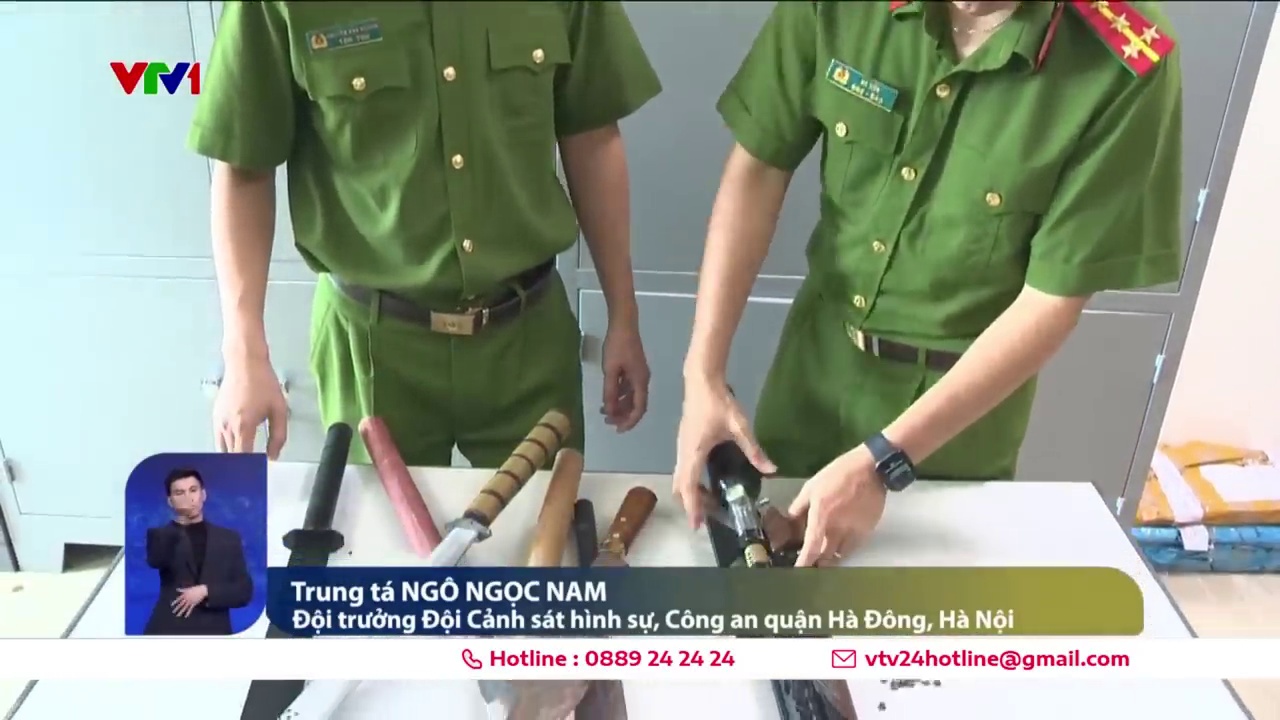 VTV1
Trung tá NGÔ NGỌC NAM
Đội trưởng Đội Cảnh sát hình sự, Công an quận Hà Đông, Hà Nội
Hotline : 0889 24 24 24
vtv24hotline@gmail.com